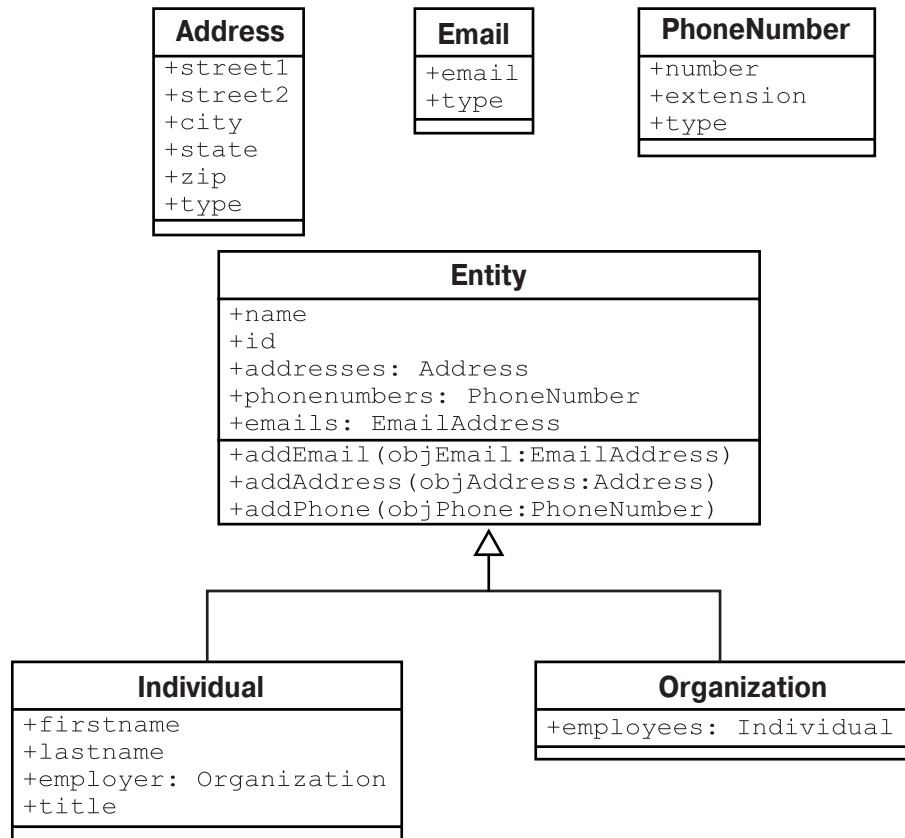 Address
+street1
+street2
+city
+state
+zip
+type
Email
+email
+type
PhoneNumber
+number
+extension
+type
Entity
+name
+id
+addresses: Address
+phonenumbers: PhoneNumber
+emails: EmailAddress
+addEmail(objEmail:EmailAddress)
+addAddress(objAddress:Address)
+addPhone(objPhone:PhoneNumber)
Individual
+firstname
+lastname
+employer: Organization
+title
Organization
+employees: Individual